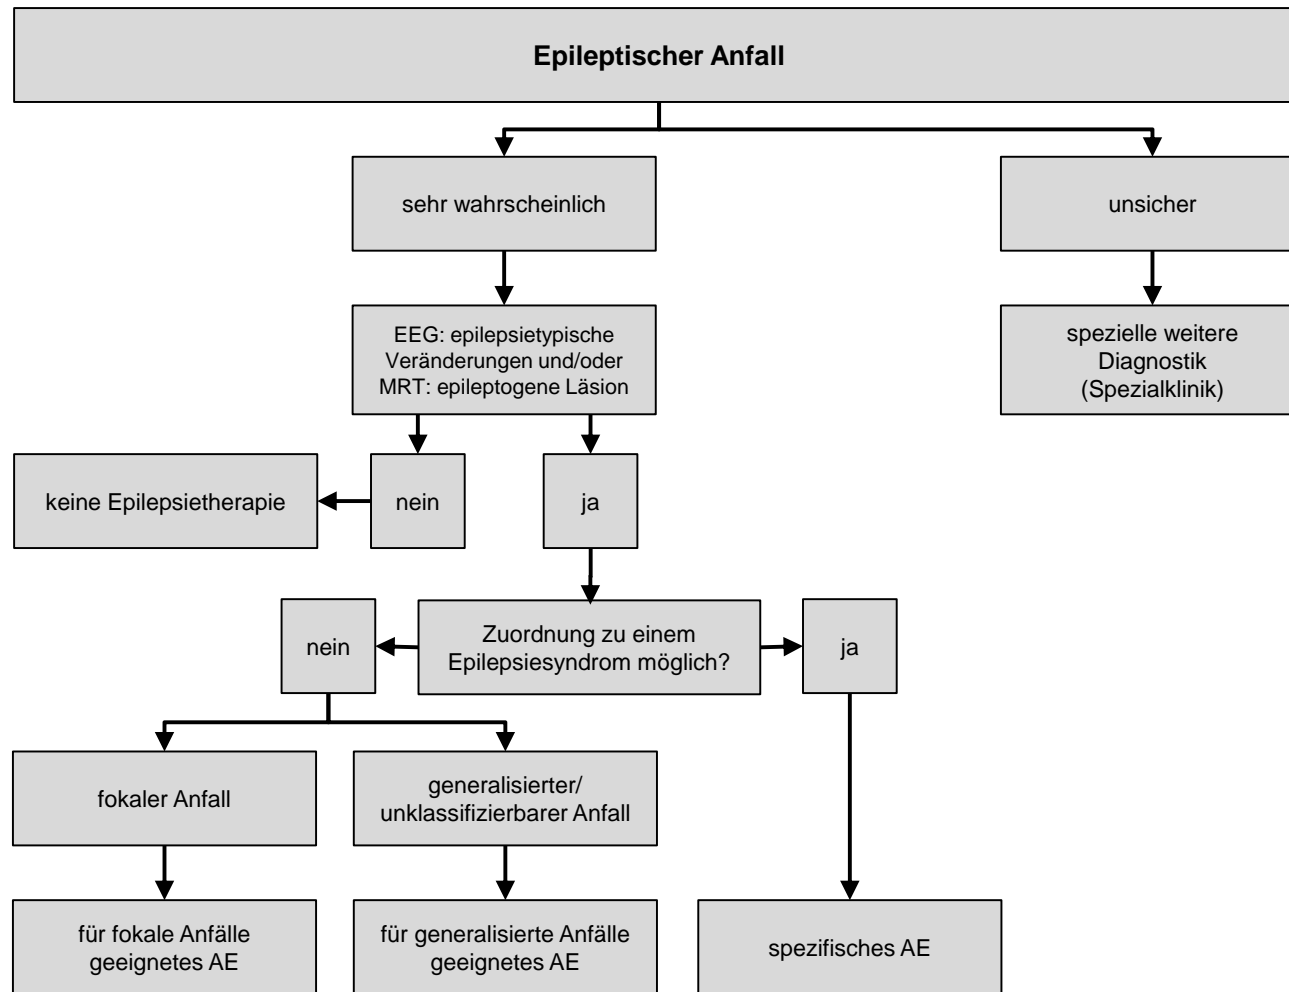 Epileptischer Anfall
sehr wahrscheinlich
unsicher
EEG: epilepsietypische
Veränderungen und/oder
MRT: epileptogene Läsion
spezielle weitere
Diagnostik
(Spezialklinik)
keine Epilepsietherapie
nein
ja
nein
Zuordnung zu einem
Epilepsiesyndrom möglich?
ja
fokaler Anfall
generalisierter/
unklassifizierbarer Anfall
für fokale Anfälle
geeignetes AE
für generalisierte Anfälle
geeignetes AE
spezifisches AE